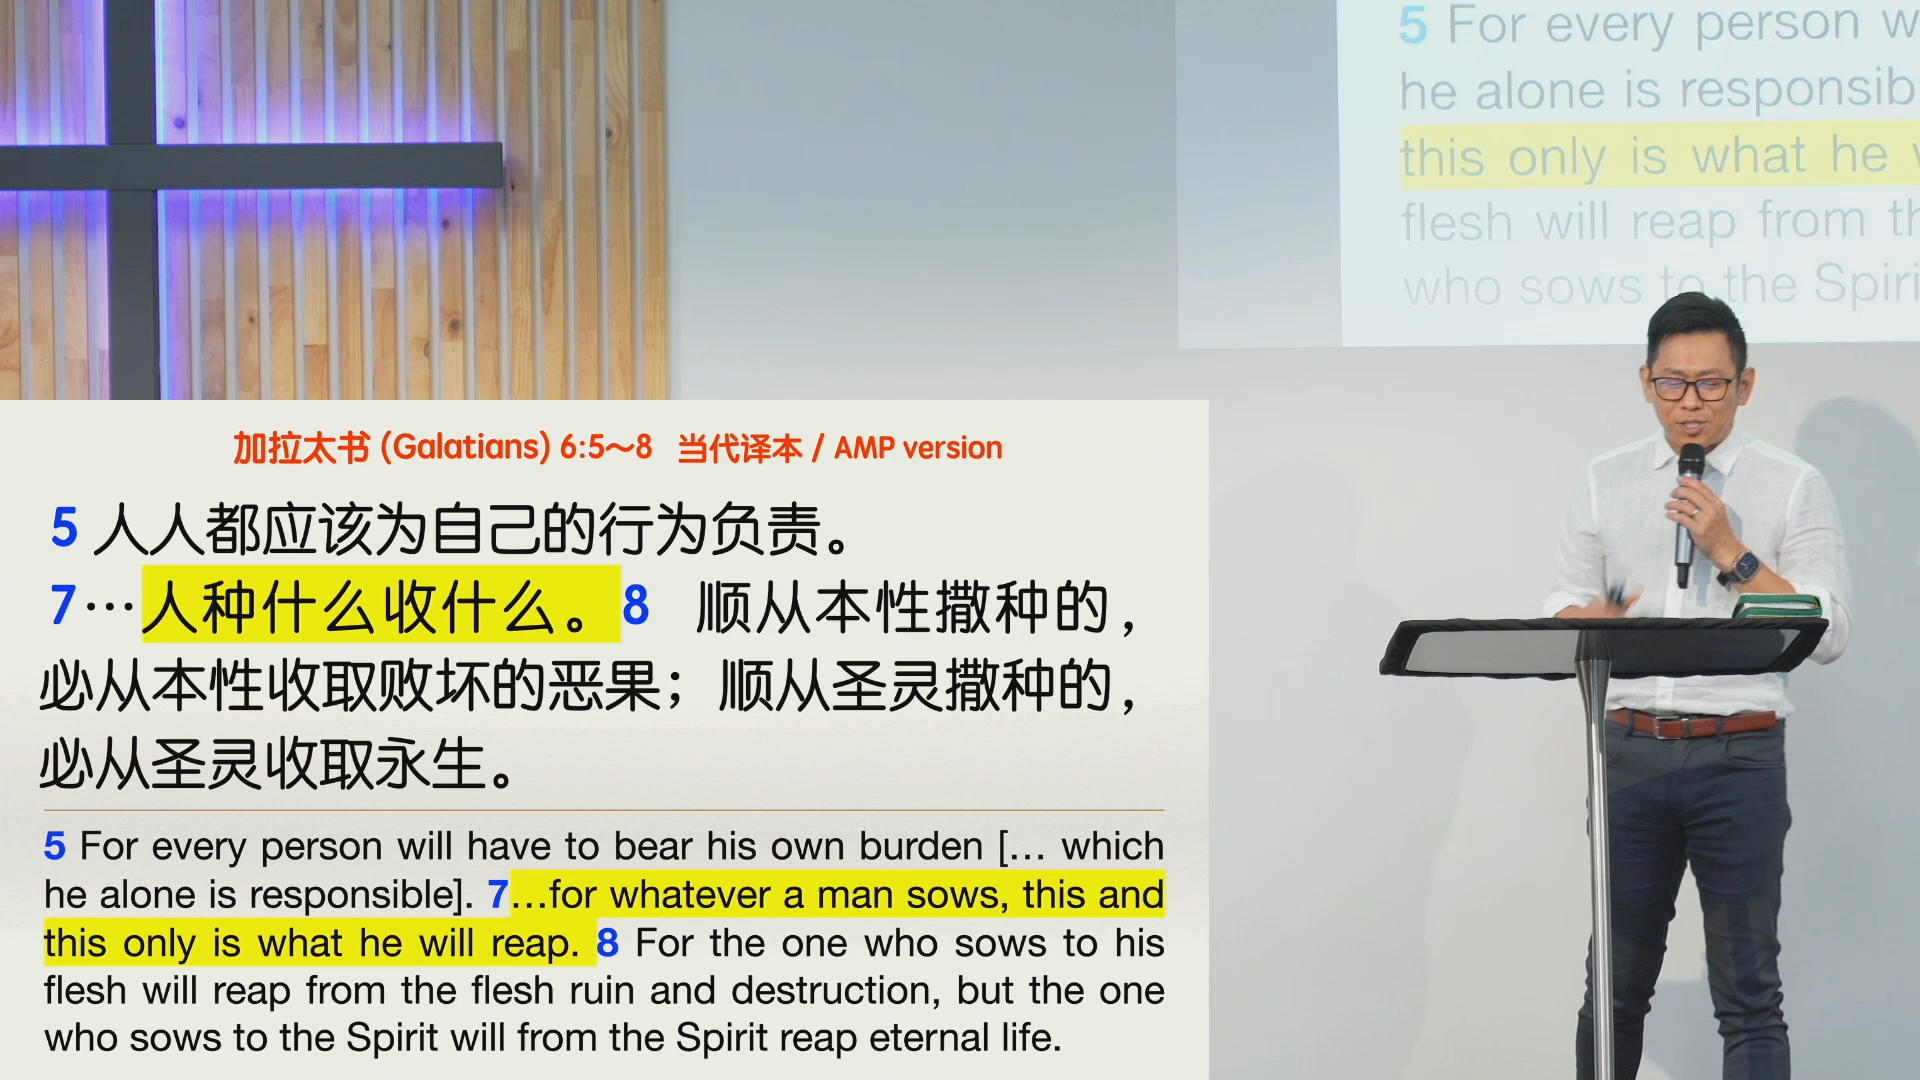 5 For every person w
he alone is responsib
this only is what he
flesh will reap from th
who sows to the Spiri
加拉太书 (Galatians) 6:5～8 当代译本 / AMP version
5 人人都应该为自己的行为负责。
7…人种什么收什么。8 顺从本性撒种的，
必从本性收取败坏的恶果；顺从圣灵撒种的，
必从圣灵收取永生。
5 For every person will have to bear his own burden [… which
he alone is responsible]. 7…for whatever a man sows, this and
this only is what he will reap. 8 For the one who sows to his
flesh will reap from the flesh ruin and destruction, but the one
who sows to the Spirit will from the Spirit reap eternal life.